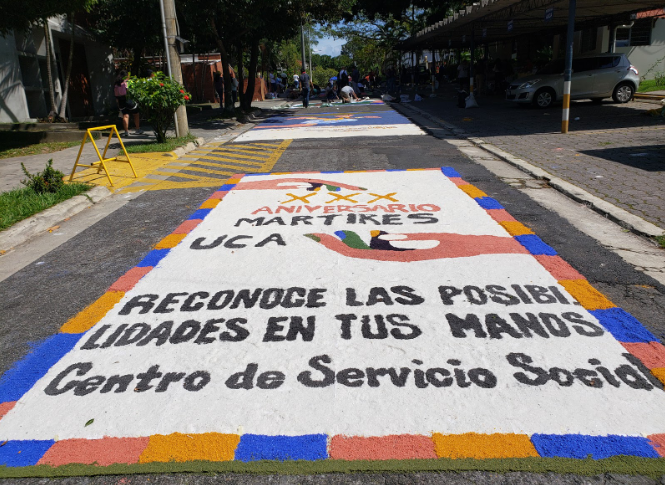 XXX
ANIVERSARIO
MARTIRES
UCA
RECONOCE LAS POSIBI
LIDADES EN TUS MANOS.
Centro de Servicio Social